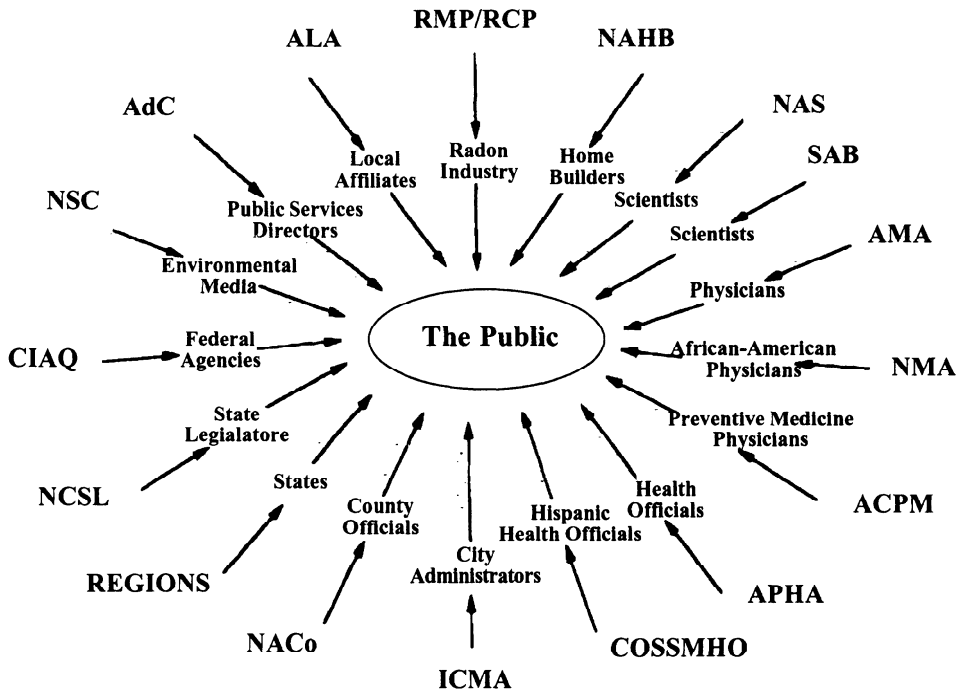 RMP/RCP
ALA
NAHB
AdC
NAS
Local
Affiliates
Radon
Industry
Home
Builders
SAB
NSC
Public Services
Directors
Scientists
Scientists
AMA
Environmental
Media
Physicians
The Public
CIAQ
Federal
Agencies
African-American
Physicians
NMA
State
Legialatore
Preventive Medicine
Physicians
NCSL
States
County
Officials
Hispanic
Health Officials
Health
Officials
ACPM
City
Administrators
REGIONS
APHA
NACo
COSSMHO
ICMA